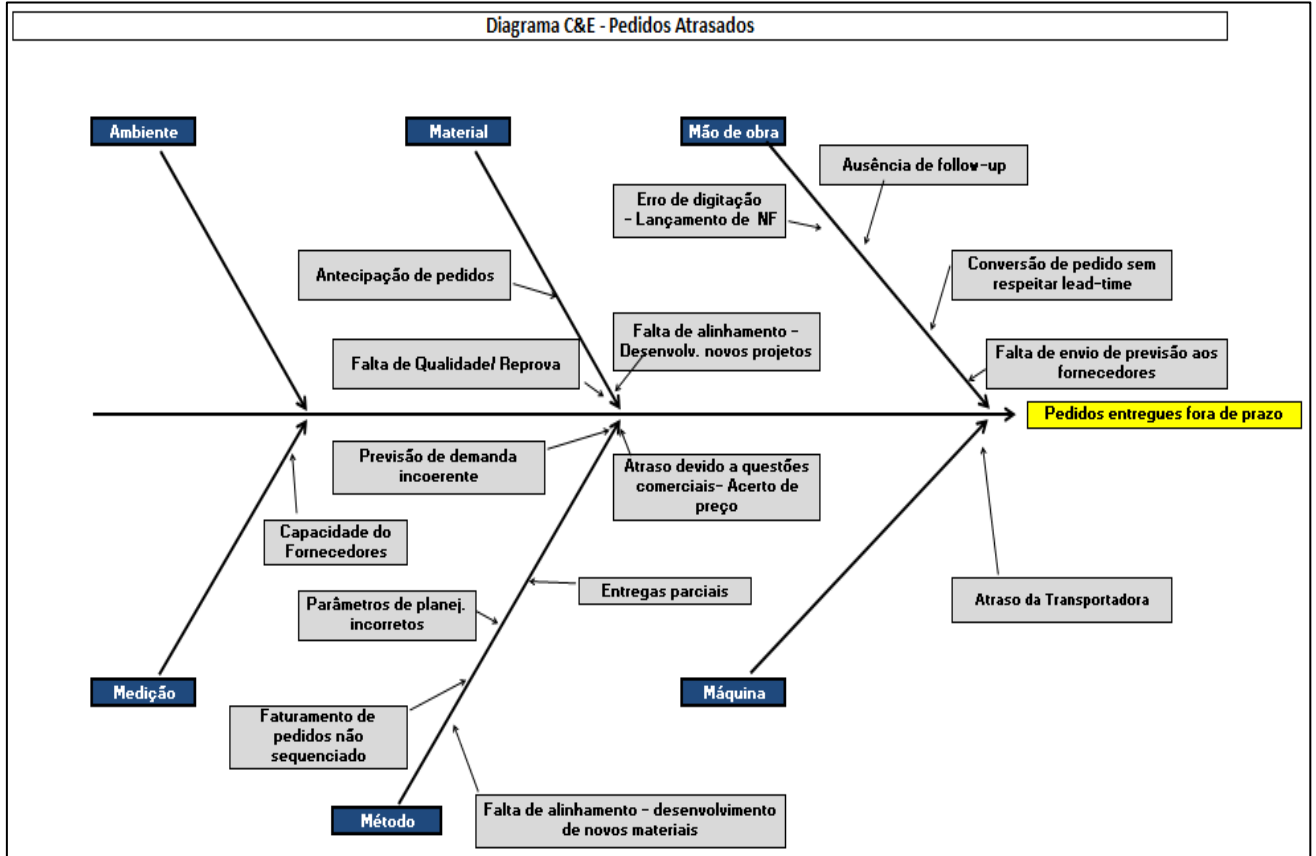 Diagrama C&E - Pedidos Atrasados
Ambiente
Material
Mão de obra
Ausência de follow-up
Erro de digitação
- Lançamento de NF
Antecipação de pedidos
Conversão de pedido sem
respeitar lead-time
Falta de alinhamento -
Desenvolv. novos projetos
Falta de Qualidade/ Reprova
Falta de envio de previsão aos
fornecedores
Pedidos entregues fora de prazo
Previsão de demanda
incoerente
Atraso devido a questões
comerciais- Acerto de
preço
Capacidade do
Fornecedores
Entregas parciais
Parâmetros de planej.
incorretos
Atraso da Transportadora
Medição
Máquina
Faturamento de
pedidos não
sequenciado
Método
Falta de alinhamento - desenvolvimento
de novos materiais